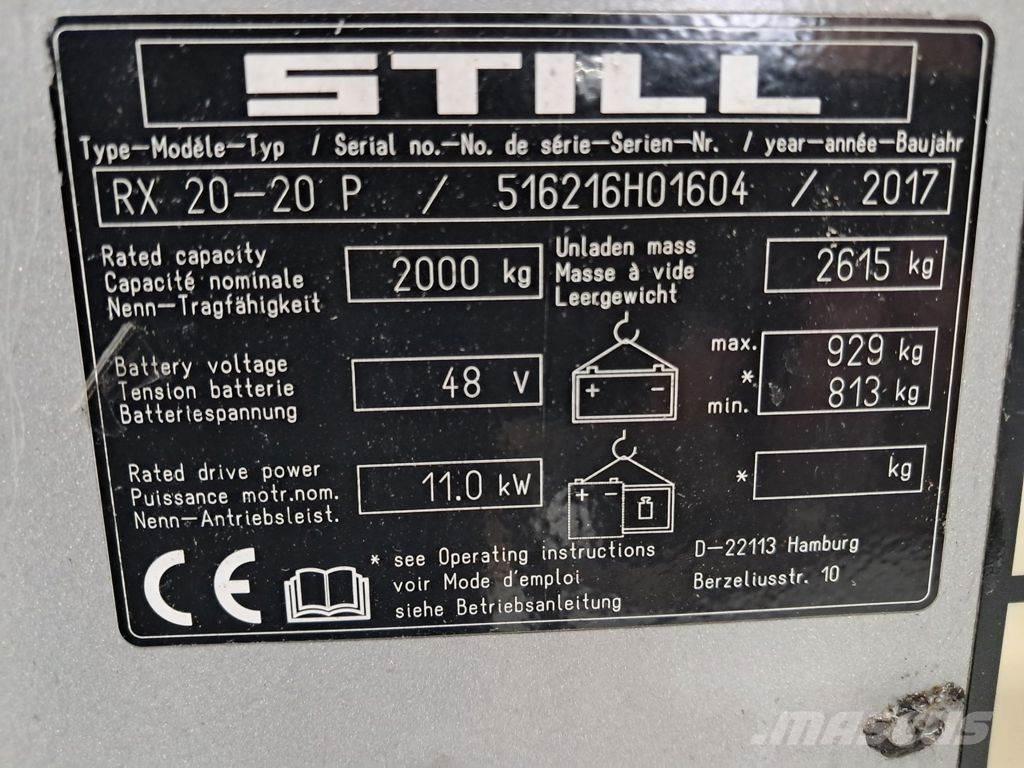 STILL
Type-Modèle-Typ / Serial no.-No. de série-Serien-Nr. / year-année-Baujahr
RX 20-20 P / 516216H01604 / 2017
Rated capacity
Capacité nominale
Nenn-Tragfähigkeit
2000 kg
Unladen mass
Masse à vide
Leergewicht
2615 kg
Battery voltage
Tension batterie
Batteriespannung
48 V
+ -
max. 929 kg
*
min. 813 kg
Rated drive power
Puissance motr.nom.
Nenn-Antriebsleist.
11.0 kW
+ -
* kg
CE
* see Operating instructions
voir Mode d'emploi
siehe Betriebsanleitung
D-22113 Hamburg
Berzeliusstr. 10
MASCUS